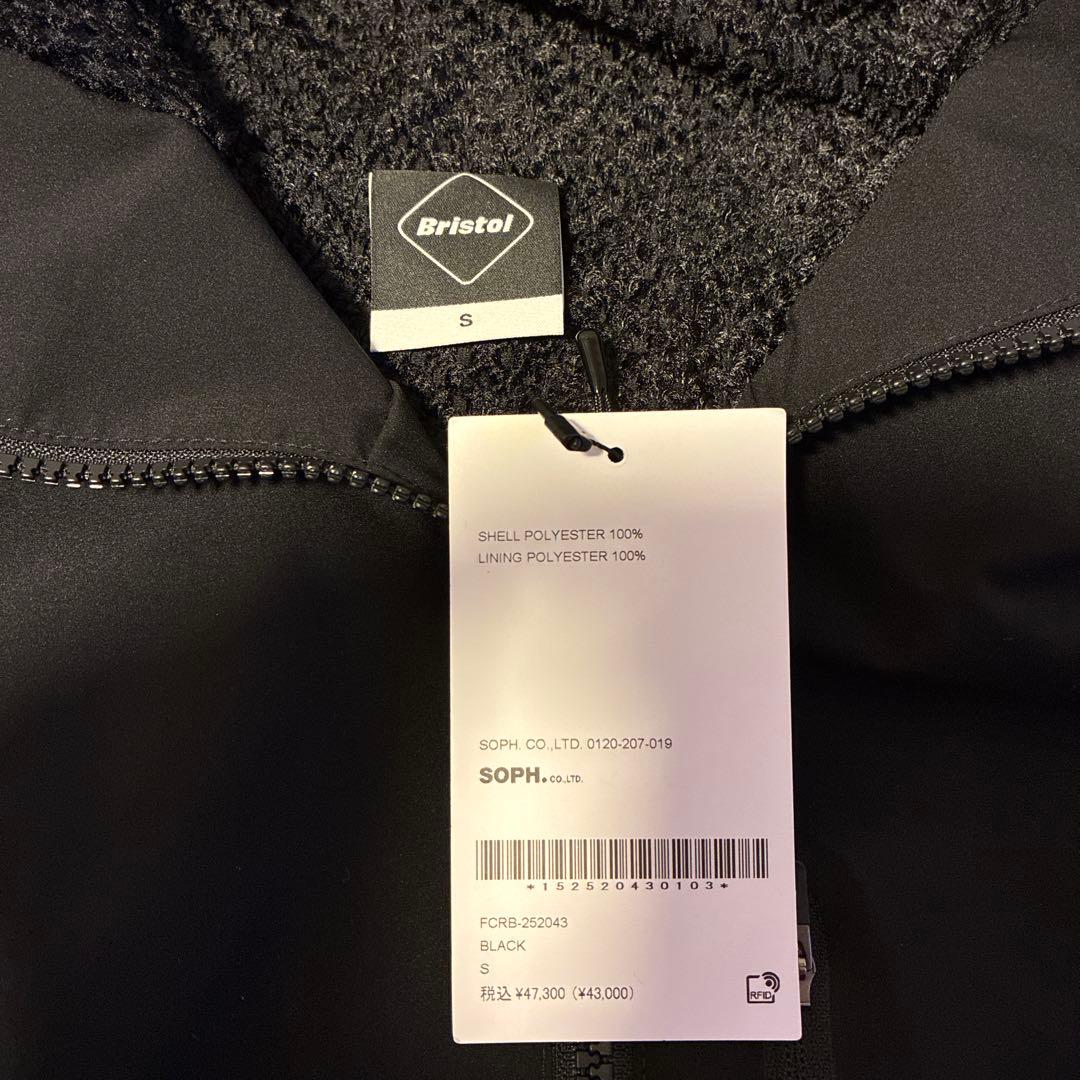 Bristol
S
SHELL POLYESTER 100%
LINING POLYESTER 100%
SOPH. CO.,LTD. 0120-207-019
SOPH. CO.,LTD.
*152520430103*
FCRB-252043
BLACK
S
税込 ¥47,300 (¥43,000)
RFID